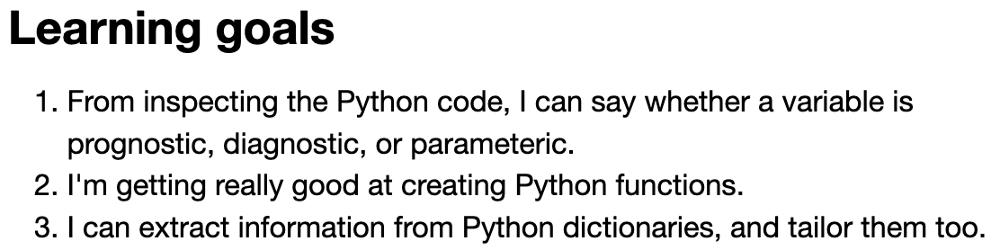 Learning goals
1. From inspecting the Python code, I can say whether a variable is
prognostic, diagnostic, or parameteric.
2. I'm getting really good at creating Python functions.
3. I can extract information from Python dictionaries, and tailor them too.